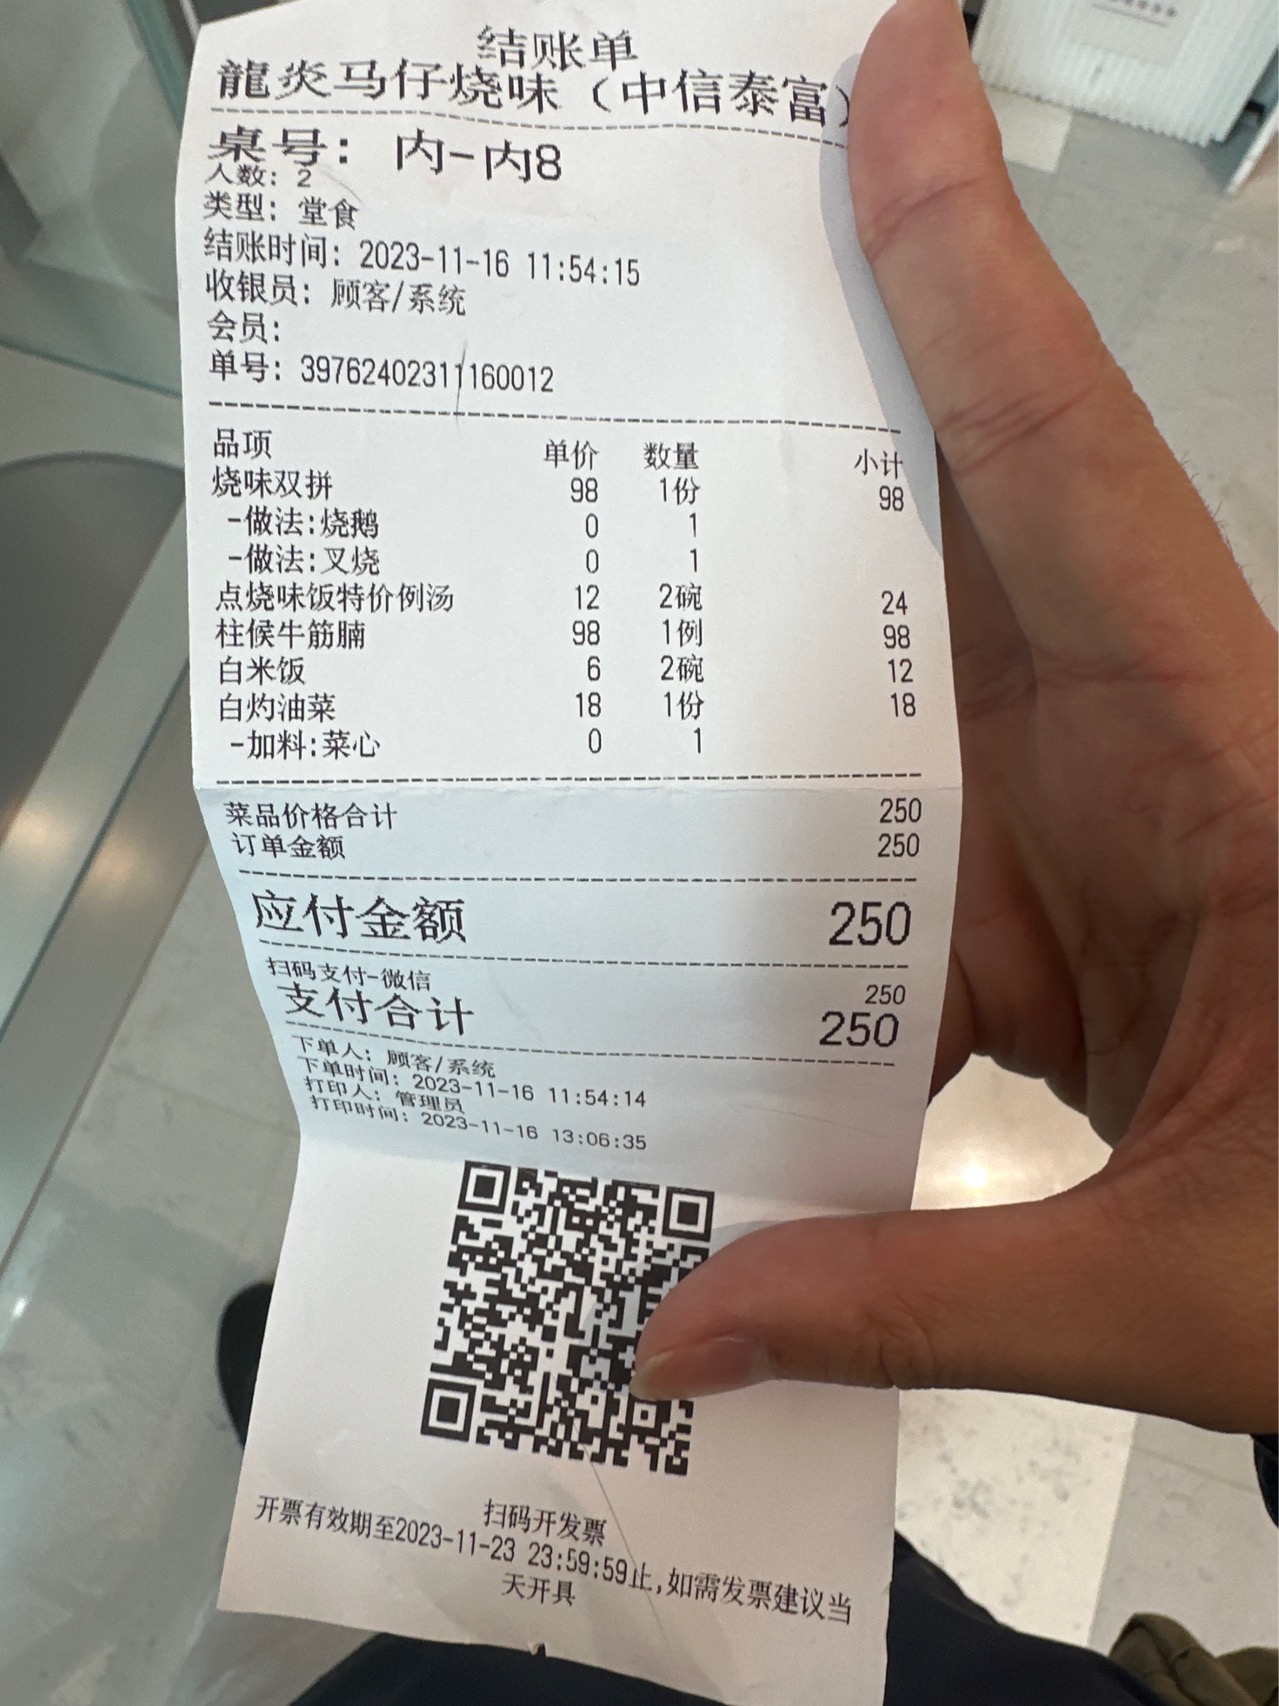 结账单
龍炎马仔烧味（中信泰富）
桌号： 内-内8
人数：2
类型：堂食
结账时间：2023-11-16 11:54:15
收银员：顾客/系统
会员：
单号：39762402311160012
品项 单价 数量 小计
烧味双拼 98 1份 98
-做法:烧鹅 0 1
-做法:叉烧 0 1
点烧味饭特价例汤 12 2碗 24
柱候牛筋腩 98 1例 98
白米饭 6 2碗 12
白灼油菜 18 1份 18
-加料:菜心 0 1
菜品价格合计 250
订单金额 250
应付金额 250
扫码支付-微信 250
支付合计 250
下单人：顾客/系统
下单时间：2023-11-16 11:54:14
打印人：管理员
打印时间：2023-11-16 13:06:35
扫码开发票
开票有效期至2023-11-23 23:59:59止,如需发票建议当
天开具